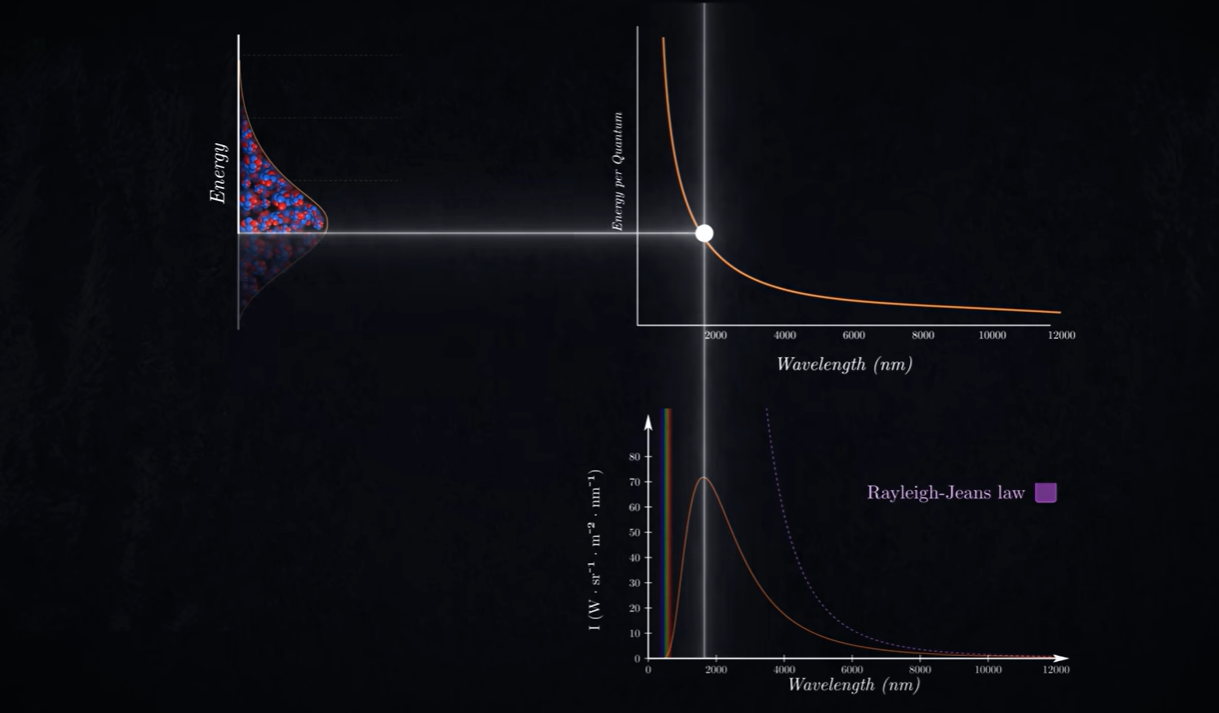 Energy
Energy per Quantum
2000 4000 6000 8000 10000 12000
Wavelength (nm)
I (W · sr⁻¹ · m⁻² · nm⁻¹)
80
70
60
50
40
30
20
10
0
Rayleigh-Jeans law
0 2000 4000 6000 8000 10000 12000
Wavelength (nm)